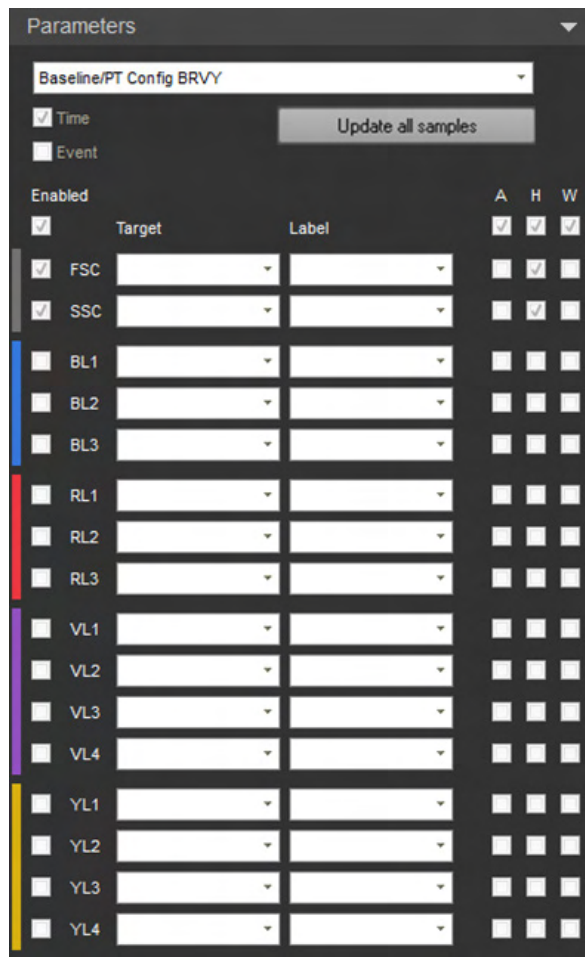 Parameters
Baseline/PT Config BRVY
Time
Update all samples
Event
Enabled A H W
Target Label
FSC
SSC
BL1
BL2
BL3
RL1
RL2
RL3
VL1
VL2
VL3
VL4
YL1
YL2
YL3
YL4